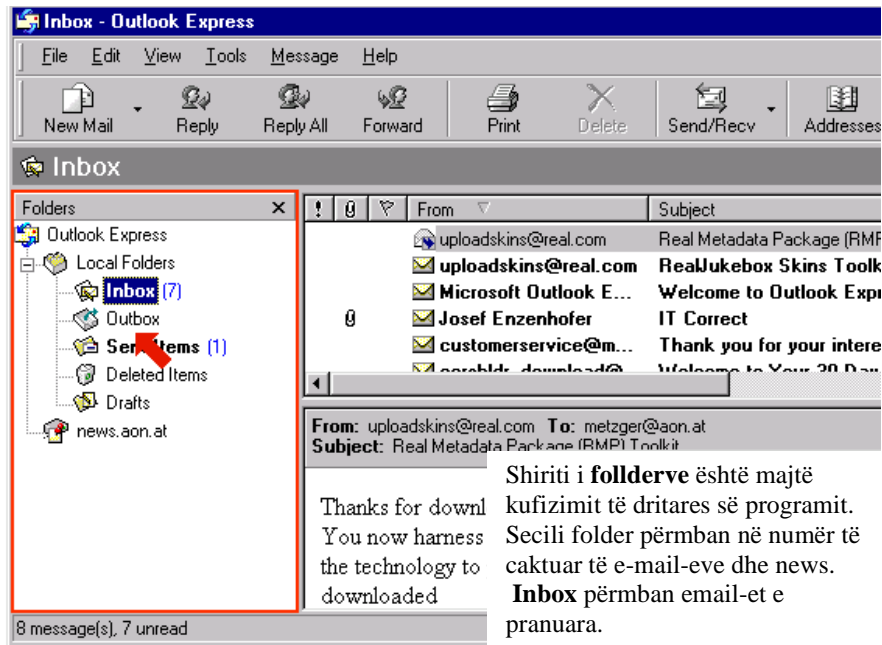 Inbox - Outlook Express
File Edit View Tools Message Help
New Mail Reply Reply All Forward Print Delete Send/Recv Addresses
Inbox
Folders
Outlook Express
Local Folders
Inbox (7)
Outbox
Items (1)
Deleted Items
Drafts
news.aon.at
! From Subject
uploadskins@real.com Real Metadata Package (RMP
uploadskins@real.com RealJukebox Skins Toolk
Microsoft Outlook E... Welcome to Outlook Expr
Josef Enzenhofer IT Correct
customerservice@m... Thank you for your intere
From: uploadskins@real.com To: metzger@aon.at
Subject: Real Metadata Package (RMP) Toolkit
Thanks for downl
You now harness
the technology to
downloaded
Shiriti i follderve është majtë
kufizimit të dritares së programit.
Secili folder përmban në numër të
caktuar të e-mail-eve dhe news.
Inbox përmban email-et e
pranuara.
8 message(s), 7 unread